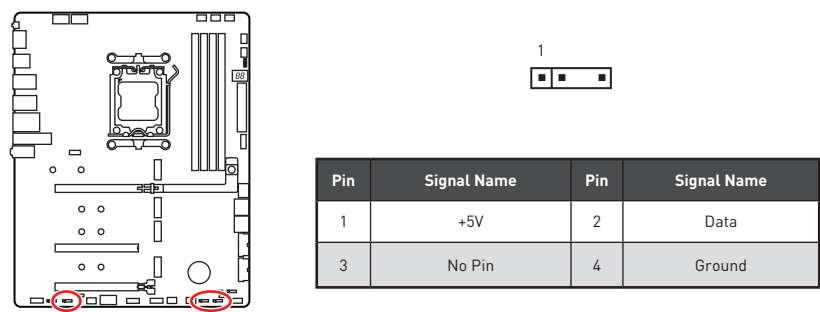 88
1
Pin Signal Name Pin Signal Name
1 +5V 2 Data
3 No Pin 4 Ground